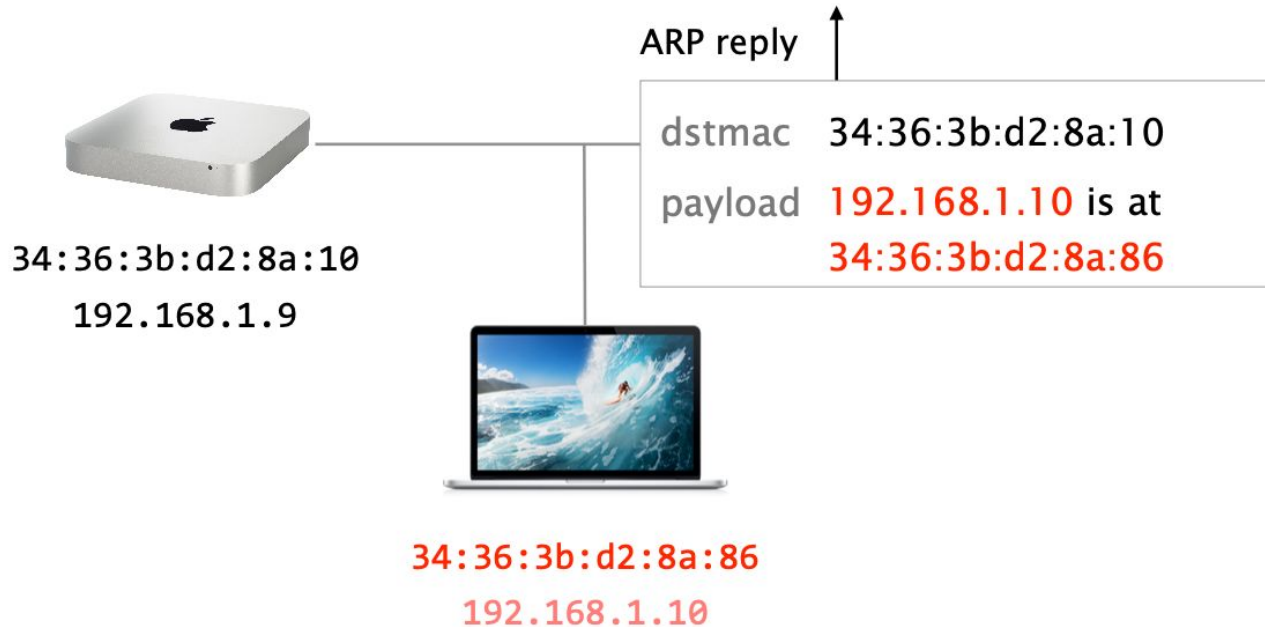 ARP reply
dstmac 34:36:3b:d2:8a:10
payload 192.168.1.10 is at
34:36:3b:d2:8a:86
34:36:3b:d2:8a:10
192.168.1.9
34:36:3b:d2:8a:86
192.168.1.10